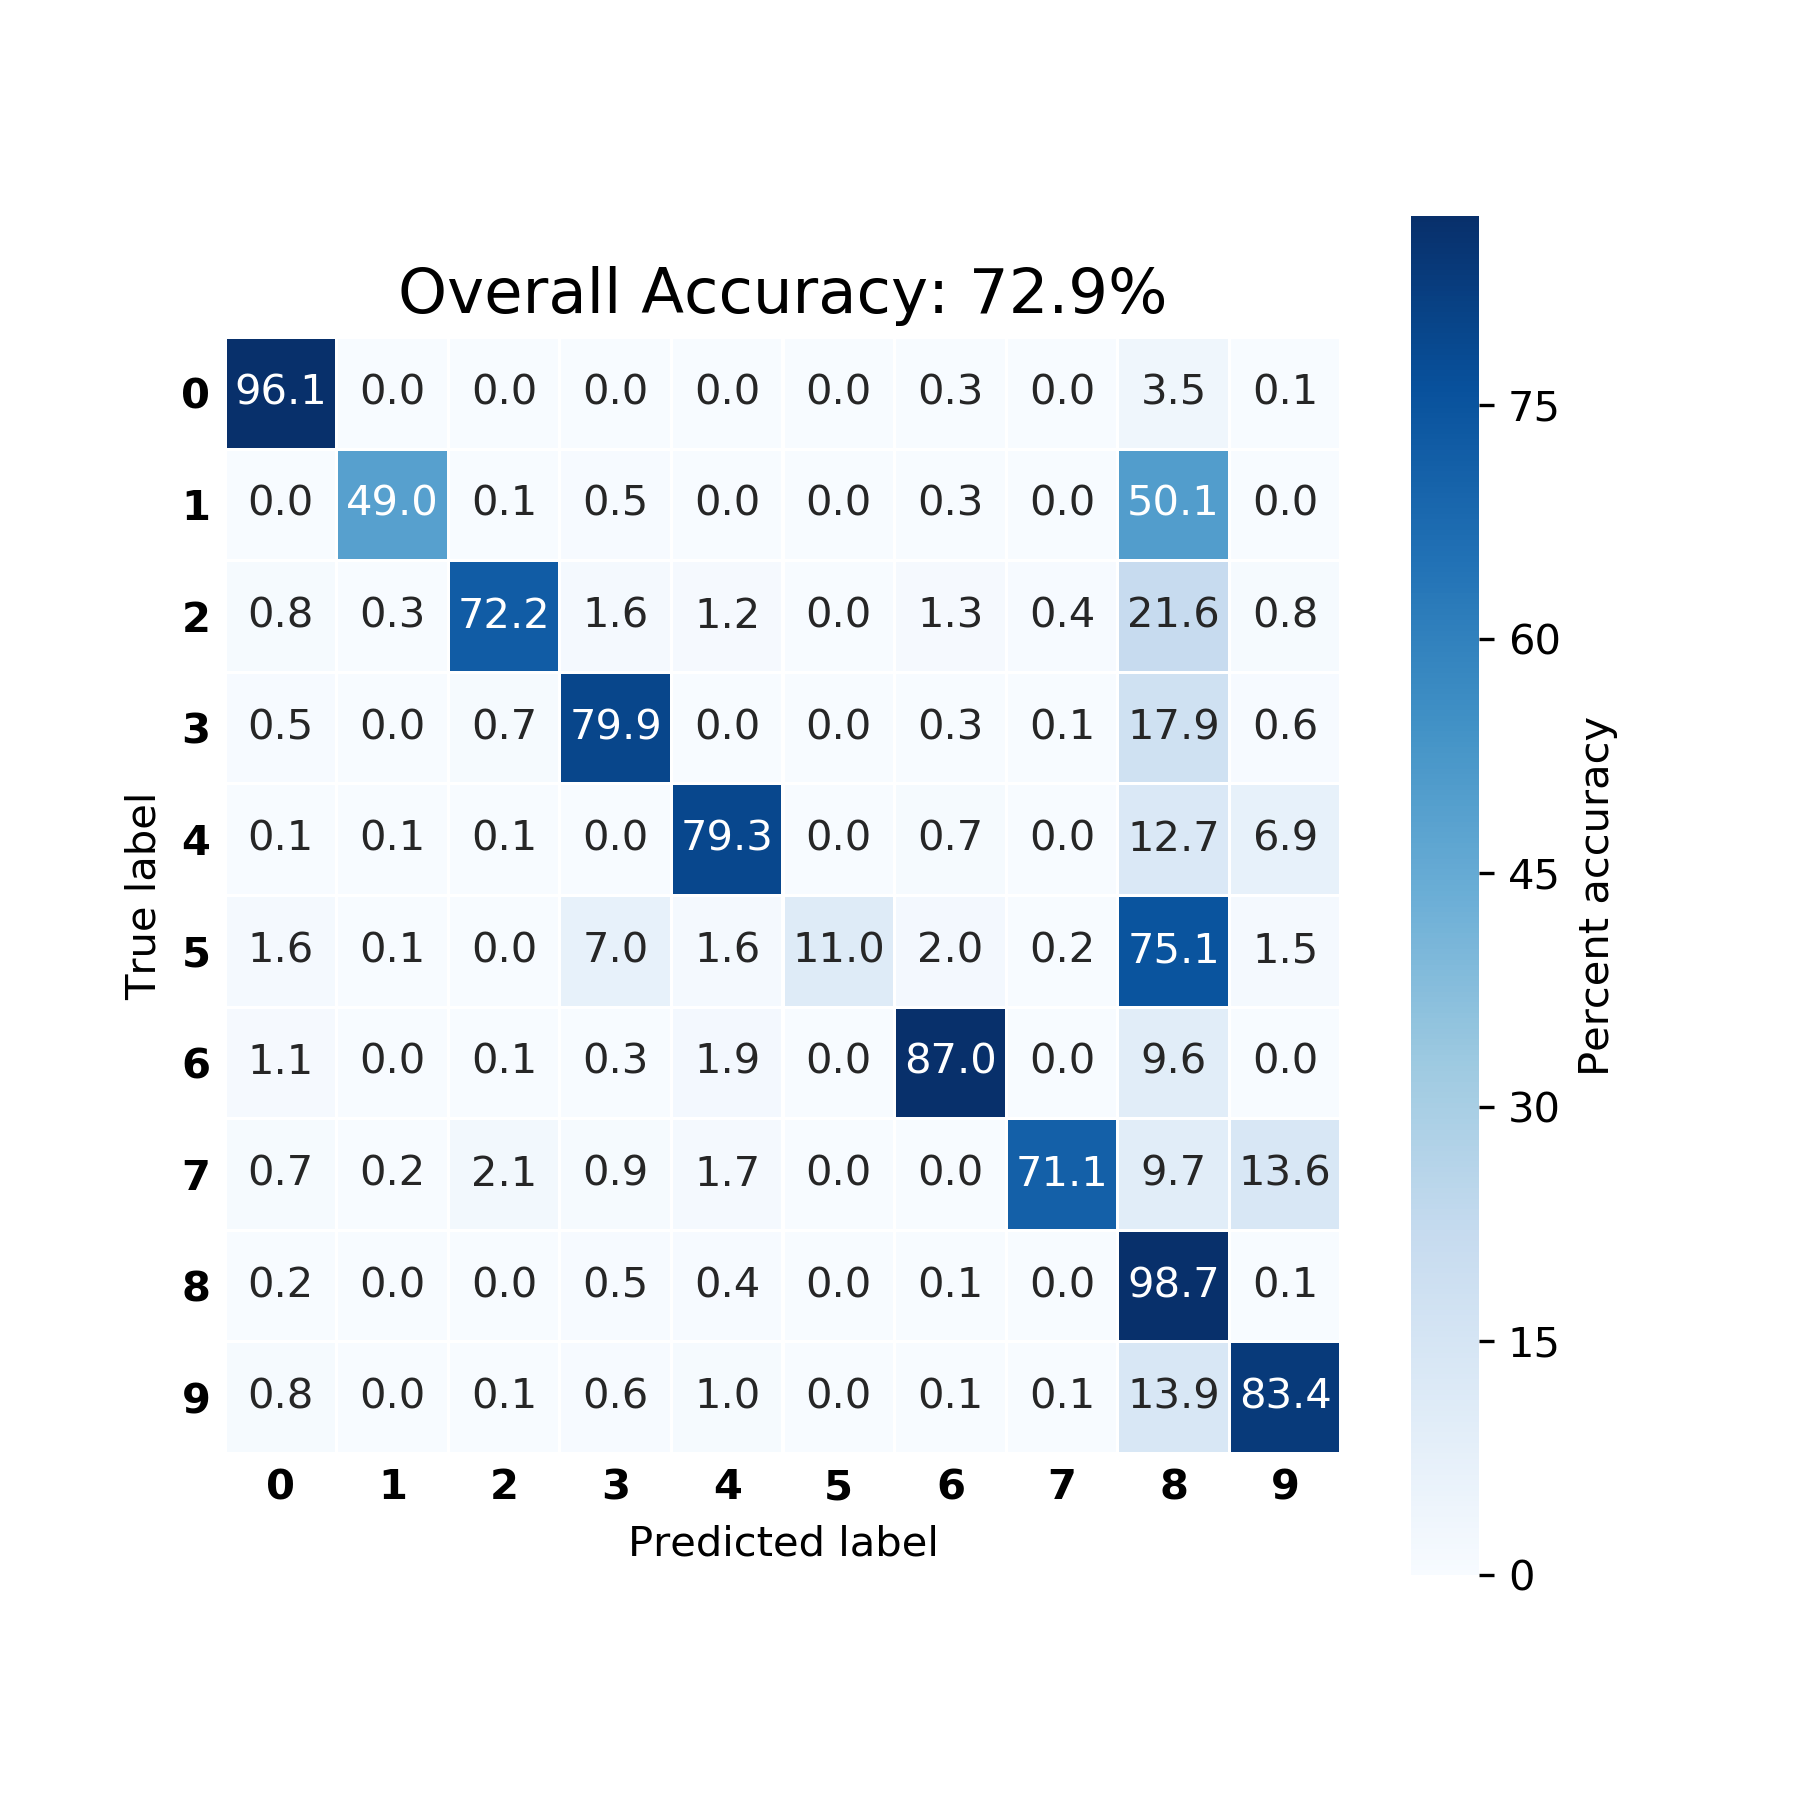 Overall Accuracy: 72.9%
0 96.1 0.0 0.0 0.0 0.0 0.0 0.3 0.0 3.5 0.1
1 0.0 49.0 0.1 0.5 0.0 0.0 0.3 0.0 50.1 0.0
2 0.8 0.3 72.2 1.6 1.2 0.0 1.3 0.4 21.6 0.8
3 0.5 0.0 0.7 79.9 0.0 0.0 0.3 0.1 17.9 0.6
4 0.1 0.1 0.1 0.0 79.3 0.0 0.7 0.0 12.7 6.9
5 1.6 0.1 0.0 7.0 1.6 11.0 2.0 0.2 75.1 1.5
6 1.1 0.0 0.1 0.3 1.9 0.0 87.0 0.0 9.6 0.0
7 0.7 0.2 2.1 0.9 1.7 0.0 0.0 71.1 9.7 13.6
8 0.2 0.0 0.0 0.5 0.4 0.0 0.1 0.0 98.7 0.1
9 0.8 0.0 0.1 0.6 1.0 0.0 0.1 0.1 13.9 83.4
0 1 2 3 4 5 6 7 8 9
Predicted label
True label
75
60
45
30
15
0
Percent accuracy